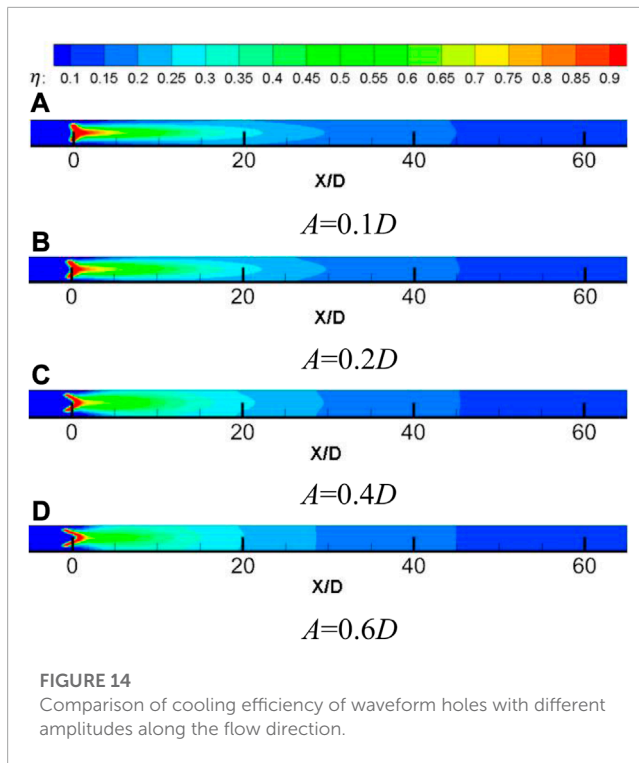 η: 0.1 0.15 0.2 0.25 0.3 0.35 0.4 0.45 0.5 0.55 0.6 0.65 0.7 0.75 0.8 0.85 0.9
A
0 20 40 60
X/D
A=0.1D
B
0 20 40 60
X/D
A=0.2D
C
0 20 40 60
X/D
A=0.4D
D
0 20 40 60
X/D
A=0.6D
FIGURE 14
Comparison of cooling efficiency of waveform holes with different
amplitudes along the flow direction.